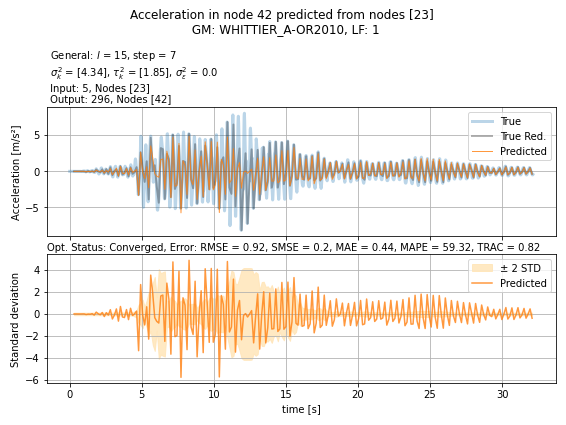 Acceleration in node 42 predicted from nodes [23]
GM: WHITTIER_A-OR2010, LF: 1
General: l = 15, step = 7
σ²ₖ = [4.34], τ²ₖ = [1.85], σ²ε = 0.0
Input: 5, Nodes [23]
Output: 296, Nodes [42]
True
True Red.
Predicted
5
0
−5
Acceleration [m/s²]
Opt. Status: Converged, Error: RMSE = 0.92, SMSE = 0.2, MAE = 0.44, MAPE = 59.32, TRAC = 0.82
± 2 STD
Predicted
4
2
0
−2
−4
−6
Standard deviation
0 5 10 15 20 25 30
time [s]